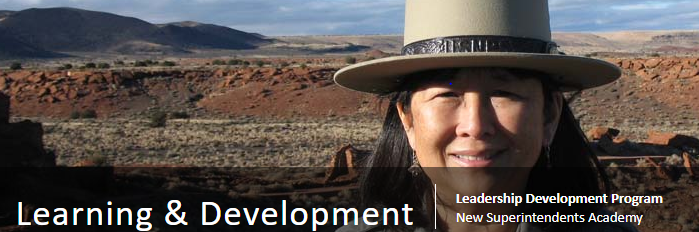 Learning & Development
Leadership Development Program
New Superintendents Academy